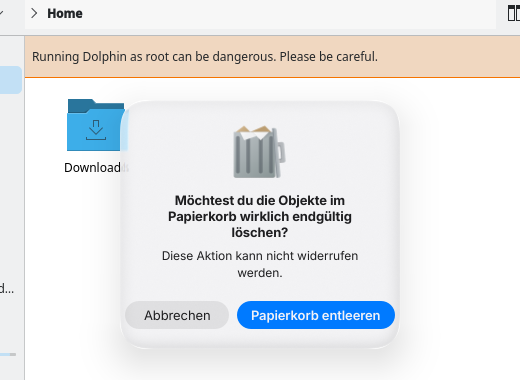 Home
Running Dolphin as root can be dangerous. Please be careful.
Download
Möchtest du die Objekte im
Papierkorb wirklich endgültig
löschen?
Diese Aktion kann nicht widerrufen
werden.
d...
Abbrechen
Papierkorb entleeren